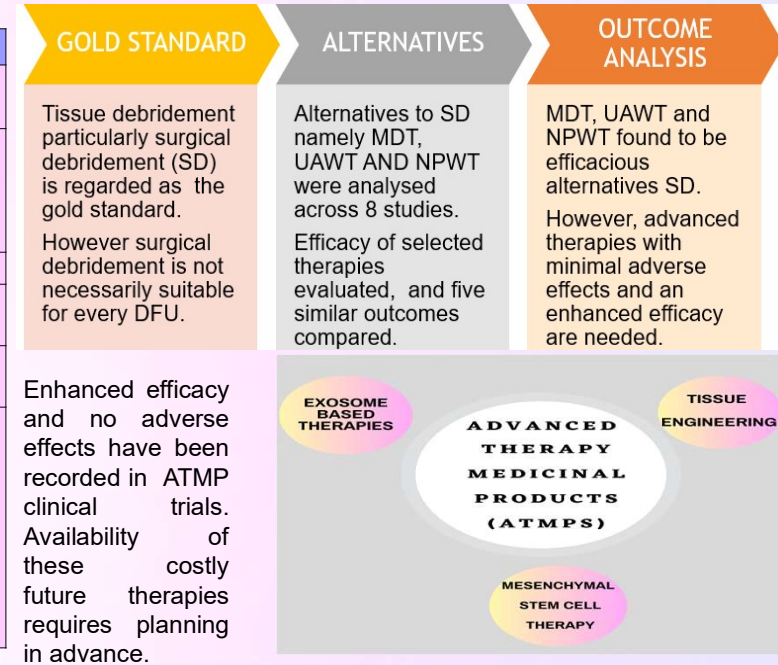 GOLD STANDARD
Tissue debridement
particularly surgical
debridement (SD)
is regarded as the
gold standard.
However surgical
debridement is not
necessarily suitable
for every DFU.
ALTERNATIVES
Alternatives to SD
namely MDT,
UAWT AND NPWT
were analysed
across 8 studies.
Efficacy of selected
therapies
evaluated, and five
similar outcomes
compared.
OUTCOME
ANALYSIS
MDT, UAWT and
NPWT found to be
efficacious
alternatives SD.
However, advanced
therapies with
minimal adverse
effects and an
enhanced efficacy
are needed.
Enhanced efficacy
and no adverse
effects have been
recorded in ATMP
clinical trials.
Availability of
these costly
future therapies
requires planning
in advance.
EXOSOME
BASED
THERAPIES
ADVANCED
THERAPY
MEDICINAL
PRODUCTS
(ATMPS)
TISSUE
ENGINEERING
MESENCHYMAL
STEM CELL
THERAPY